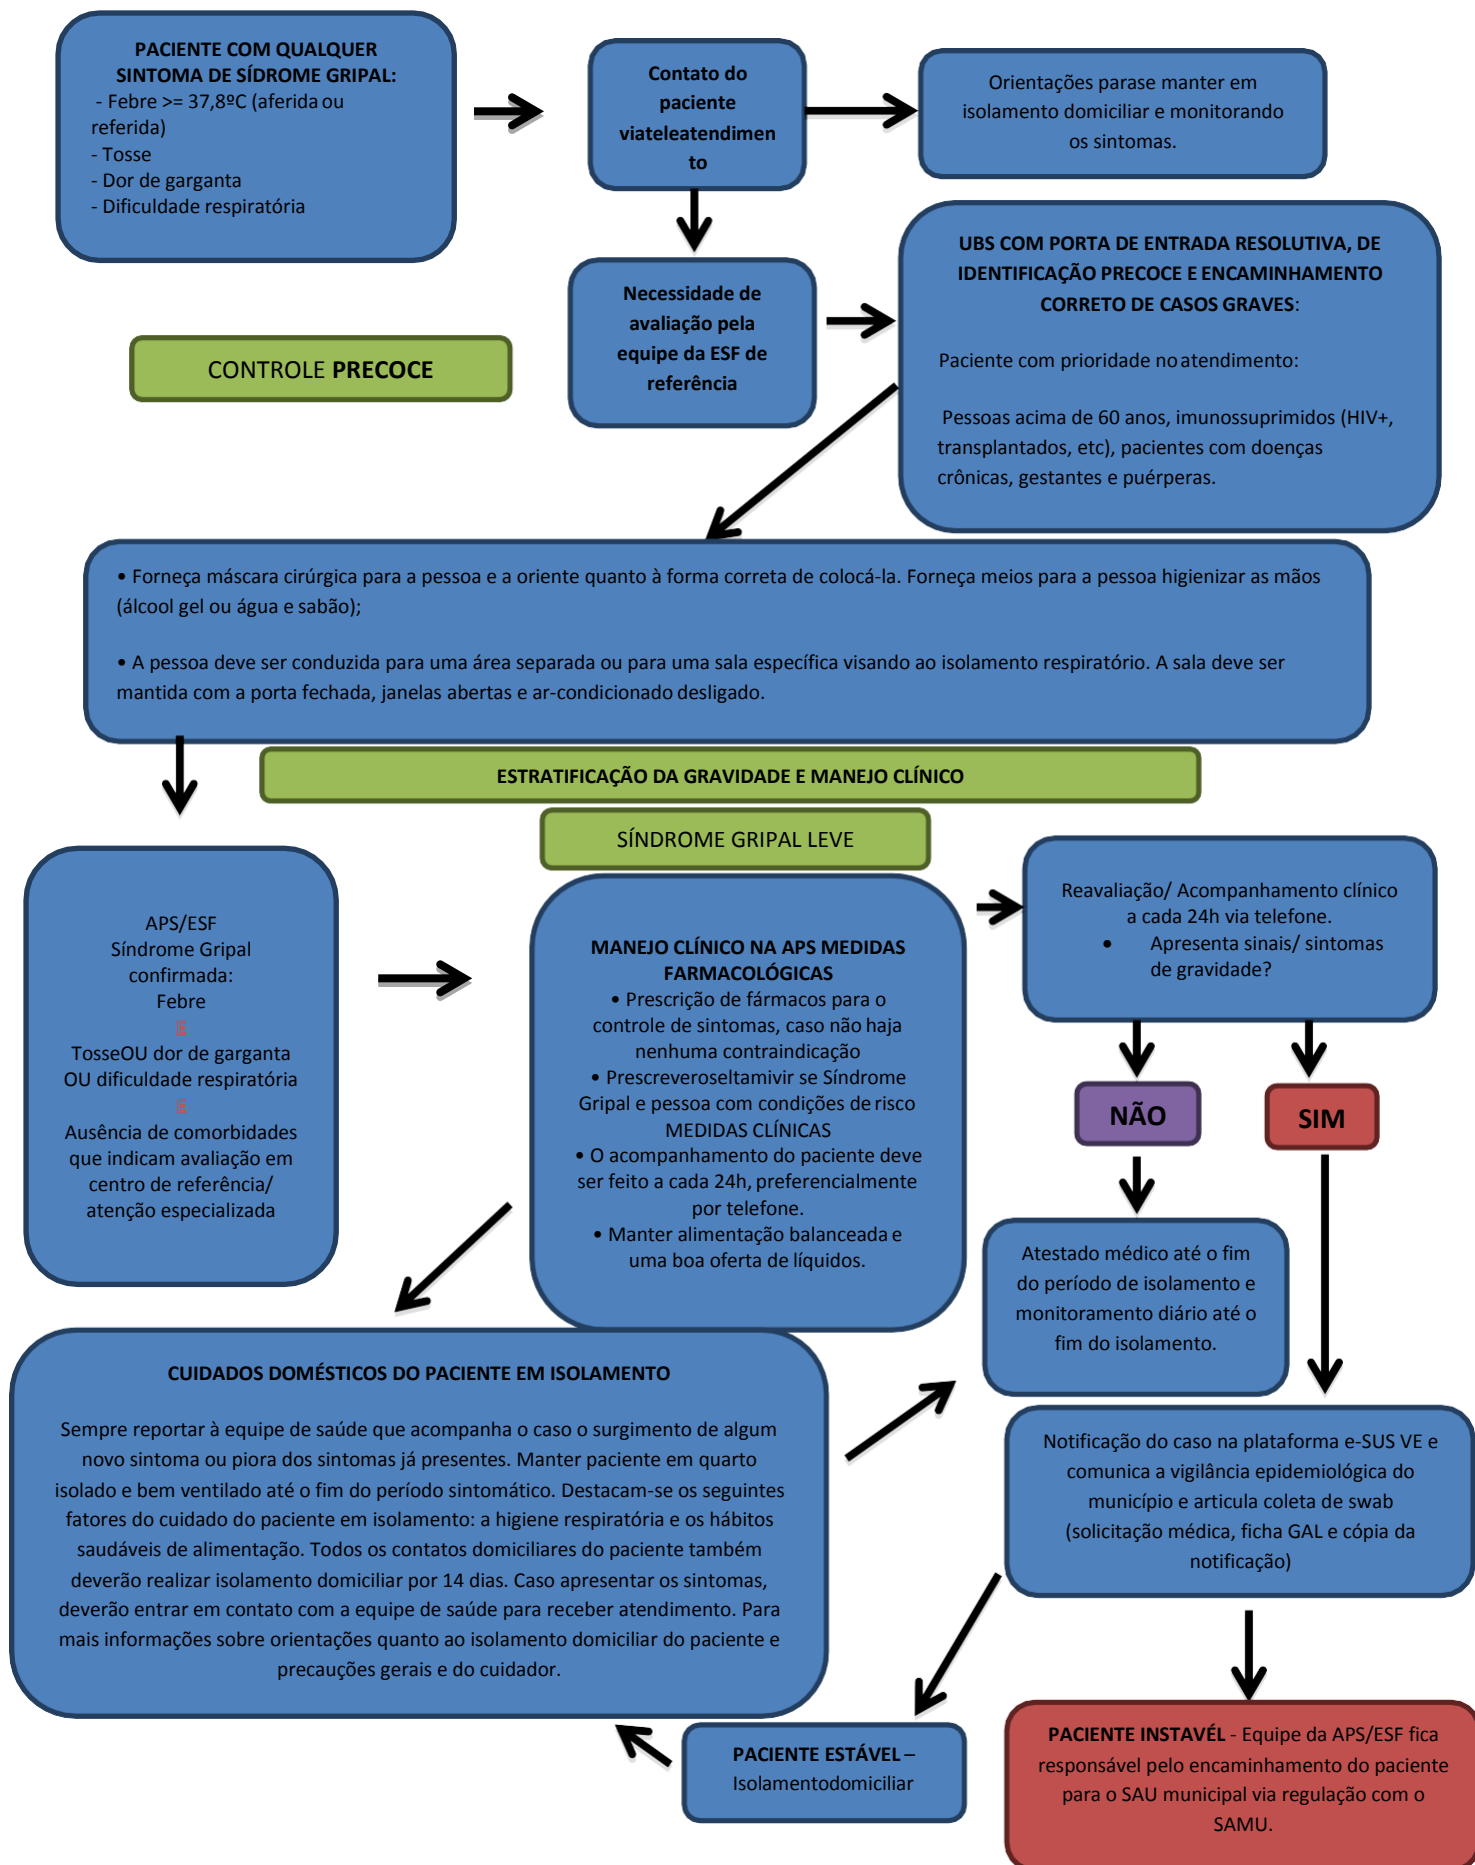 PACIENTE COM QUALQUER
SINTOMA DE SÍDROME GRIPAL:
- Febre >= 37,8ºC (aferida ou
referida)
- Tosse
- Dor de garganta
- Dificuldade respiratória
Contato do
paciente
viateleatendimen
to
Orientações parase manter em
isolamento domiciliar e monitorando
os sintomas.
Necessidade de
avaliação pela
equipe da ESF de
referência
UBS COM PORTA DE ENTRADA RESOLUTIVA, DE
IDENTIFICAÇÃO PRECOCE E ENCAMINHAMENTO
CORRETO DE CASOS GRAVES:
Paciente com prioridade no atendimento:
Pessoas acima de 60 anos, imunossuprimidos (HIV+,
transplantados, etc), pacientes com doenças
crônicas, gestantes e puérperas.
CONTROLE PRECOCE
• Forneça máscara cirúrgica para a pessoa e a oriente quanto à forma correta de colocá-la. Forneça meios para a pessoa higienizar as mãos
(álcool gel ou água e sabão);
• A pessoa deve ser conduzida para uma área separada ou para uma sala específica visando ao isolamento respiratório. A sala deve ser
mantida com a porta fechada, janelas abertas e ar-condicionado desligado.
ESTRATIFICAÇÃO DA GRAVIDADE E MANEJO CLÍNICO
SÍNDROME GRIPAL LEVE
APS/ESF
Síndrome Gripal
confirmada:
Febre
E
TosseOU dor de garganta
OU dificuldade respiratória
E
Ausência de comorbidades
que indicam avaliação em
centro de referência/
atenção especializada
MANEJO CLÍNICO NA APS MEDIDAS
FARMACOLÓGICAS
• Prescrição de fármacos para o
controle de sintomas, caso não haja
nenhuma contraindicação
• Prescreveroseltamivir se Síndrome
Gripal e pessoa com condições de risco
MEDIDAS CLÍNICAS
• O acompanhamento do paciente deve
ser feito a cada 24h, preferencialmente
por telefone.
• Manter alimentação balanceada e
uma boa oferta de líquidos.
Reavaliação/ Acompanhamento clínico
a cada 24h via telefone.
• Apresenta sinais/ sintomas
de gravidade?
NÃO
SIM
Atestado médico até o fim
do período de isolamento e
monitoramento diário até o
fim do isolamento.
CUIDADOS DOMÉSTICOS DO PACIENTE EM ISOLAMENTO
Sempre reportar à equipe de saúde que acompanha o caso o surgimento de algum
novo sintoma ou piora dos sintomas já presentes. Manter paciente em quarto
isolado e bem ventilado até o fim do período sintomático. Destacam-se os seguintes
fatores do cuidado do paciente em isolamento: a higiene respiratória e os hábitos
saudáveis de alimentação. Todos os contatos domiciliares do paciente também
deverão realizar isolamento domiciliar por 14 dias. Caso apresentar os sintomas,
deverão entrar em contato com a equipe de saúde para receber atendimento. Para
mais informações sobre orientações quanto ao isolamento domiciliar do paciente e
precauções gerais e do cuidador.
Notificação do caso na plataforma e-SUS VE e
comunica a vigilância epidemiológica do
município e articula coleta de swab
(solicitação médica, ficha GAL e cópia da
notificação)
PACIENTE ESTÁVEL –
Isolamentodomiciliar
PACIENTE INSTAVÉL - Equipe da APS/ESF fica
responsável pelo encaminhamento do paciente
para o SAU municipal via regulação com o
SAMU.